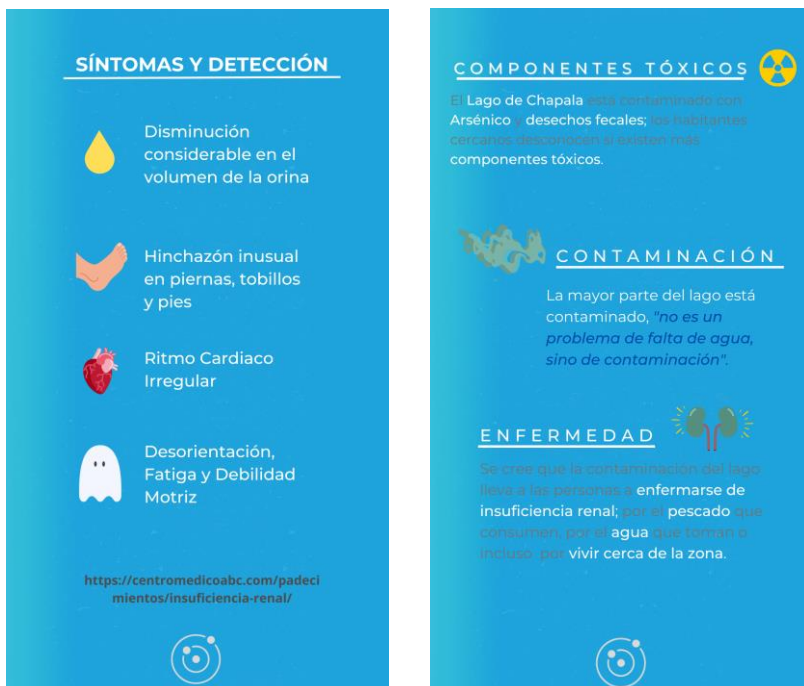 SÍNTOMAS Y DETECCIÓN
Disminución
considerable en el
volumen de la orina
Hinchazón inusual
en piernas, tobillos
y pies
Ritmo Cardiaco
Irregular
Desorientación,
Fatiga y Debilidad
Motriz
https://centromedicoabc.com/padeci
mientos/insuficiencia-renal/
COMPONENTES TÓXICOS
El Lago de Chapala está contaminado con
Arsénico y desechos fecales; los habitantes
cercanos desconocen si existen más
componentes tóxicos.
CONTAMINACIÓN
La mayor parte del lago está
contaminado, "no es un
problema de falta de agua,
sino de contaminación".
ENFERMEDAD
Se cree que la contaminación del lago
lleva a las personas a enfermarse de
insuficiencia renal; por el pescado que
consumen, por el agua que toman o
incluso por vivir cerca de la zona.